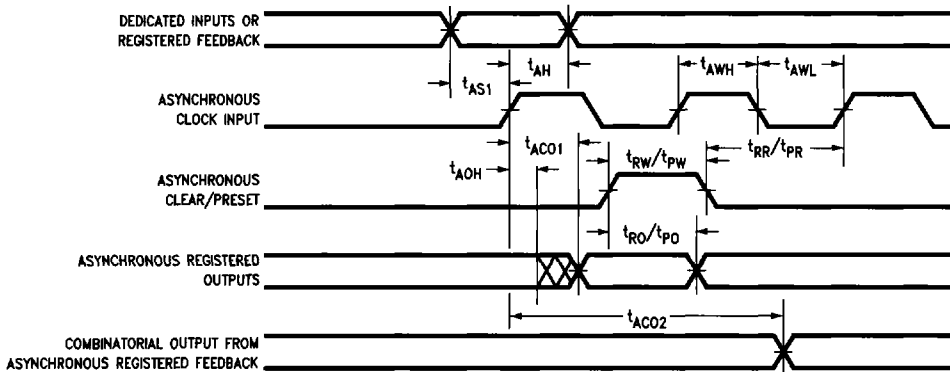 DEDICATED INPUTS OR
REGISTERED FEEDBACK
tAH
tAS1
tAWH
tAWL
ASYNCHRONOUS
CLOCK INPUT
tACO1
tAOH
tRW/tPW
tRR/tPR
ASYNCHRONOUS
CLEAR/PRESET
tRO/tPO
ASYNCHRONOUS REGISTERED
OUTPUTS
tACO2
COMBINATORIAL OUTPUT FROM
ASYNCHRONOUS REGISTERED FEEDBACK